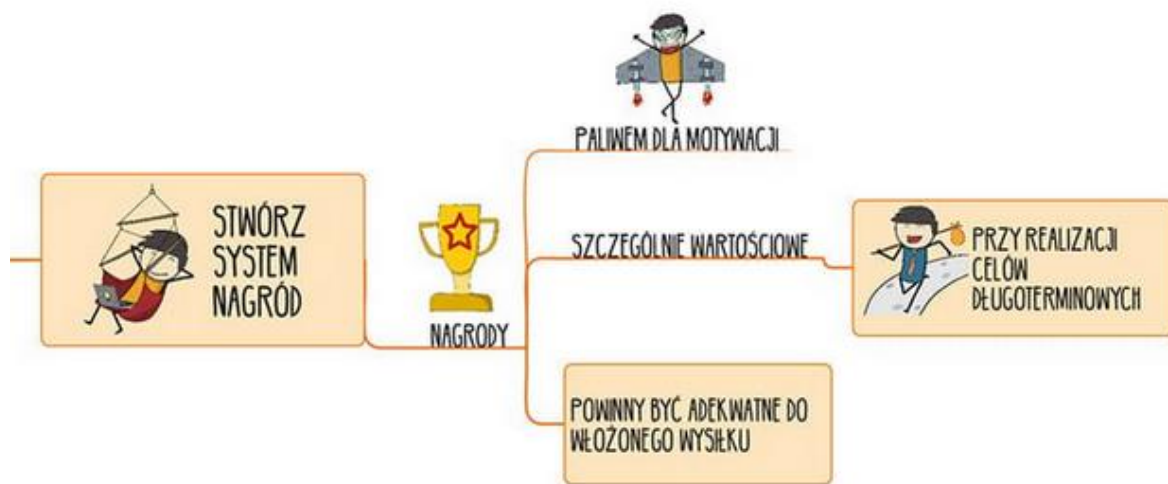 STWÓRZ
SYSTEM
NAGRÓD
NAGRODY
PALIWEM DLA MOTYWACJI
SZCZEGÓLNIE WARTOŚCIOWE
PRZY REALIZACJI
CELÓW
DŁUGOTERMINOWYCH
POWINNY BYĆ ADEKWATNE DO
WŁOŻONEGO WYSIŁKU